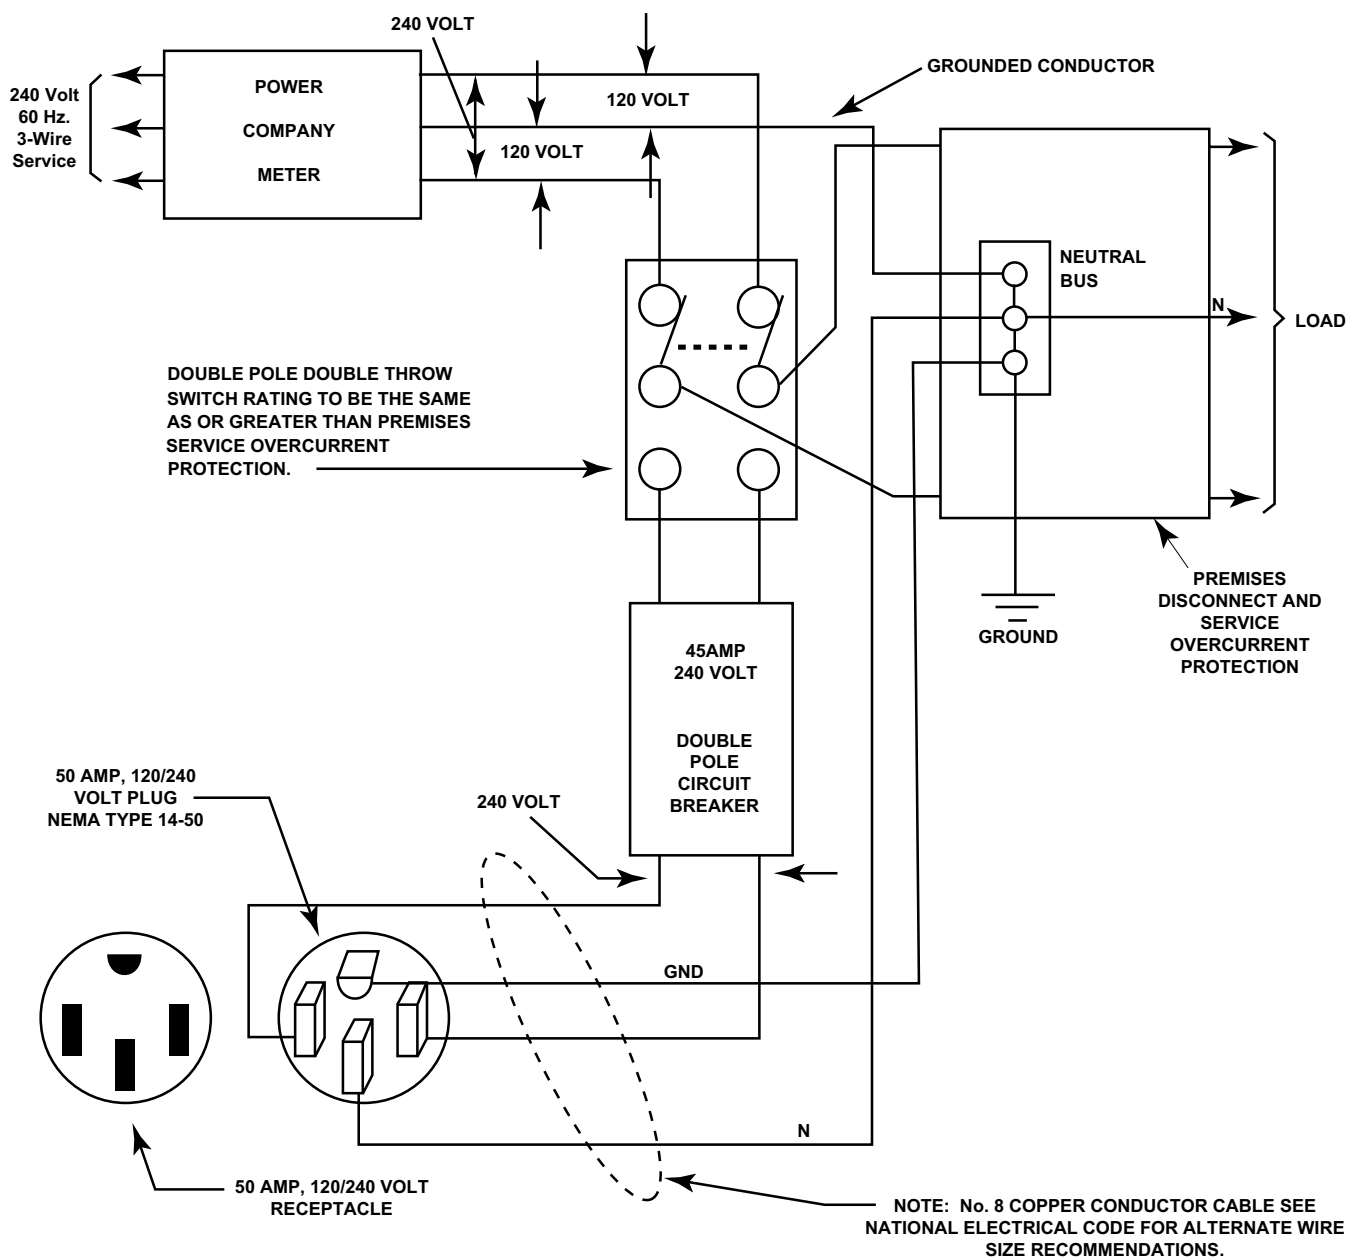 240 VOLT
GROUNDED CONDUCTOR
240 Volt
60 Hz.
3-Wire
Service
POWER
COMPANY
METER
120 VOLT
120 VOLT
NEUTRAL
BUS
N
LOAD
DOUBLE POLE DOUBLE THROW
SWITCH RATING TO BE THE SAME
AS OR GREATER THAN PREMISES
SERVICE OVERCURRENT
PROTECTION.
GROUND
PREMISES
DISCONNECT AND
SERVICE
OVERCURRENT
PROTECTION
45AMP
240 VOLT
DOUBLE
POLE
CIRCUIT
BREAKER
50 AMP, 120/240
VOLT PLUG
NEMA TYPE 14-50
240 VOLT
GND
N
50 AMP, 120/240 VOLT
RECEPTACLE
NOTE: No. 8 COPPER CONDUCTOR CABLE SEE
NATIONAL ELECTRICAL CODE FOR ALTERNATE WIRE
SIZE RECOMMENDATIONS.